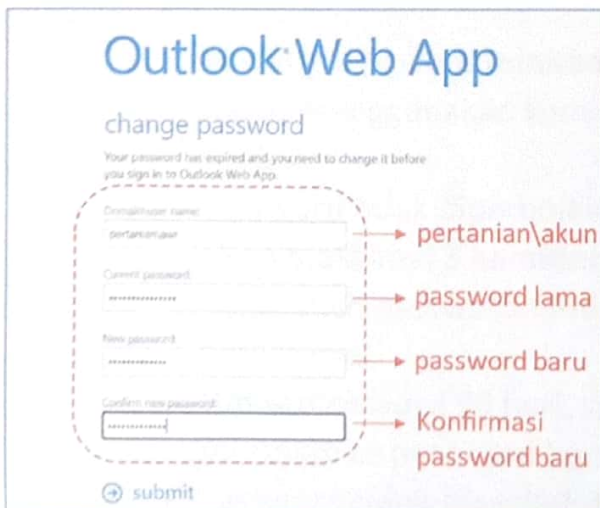 Outlook Web App
change password
Your password has expired and you need to change it before
you sign in to Outlook Web App.
Domain\user name:
pertanian\awr
pertanian\akun
Current password:
••••••••••••••
password lama
New password:
••••••••••••
password baru
Confirm new password:
••••••••••••
Konfirmasi
password baru
submit